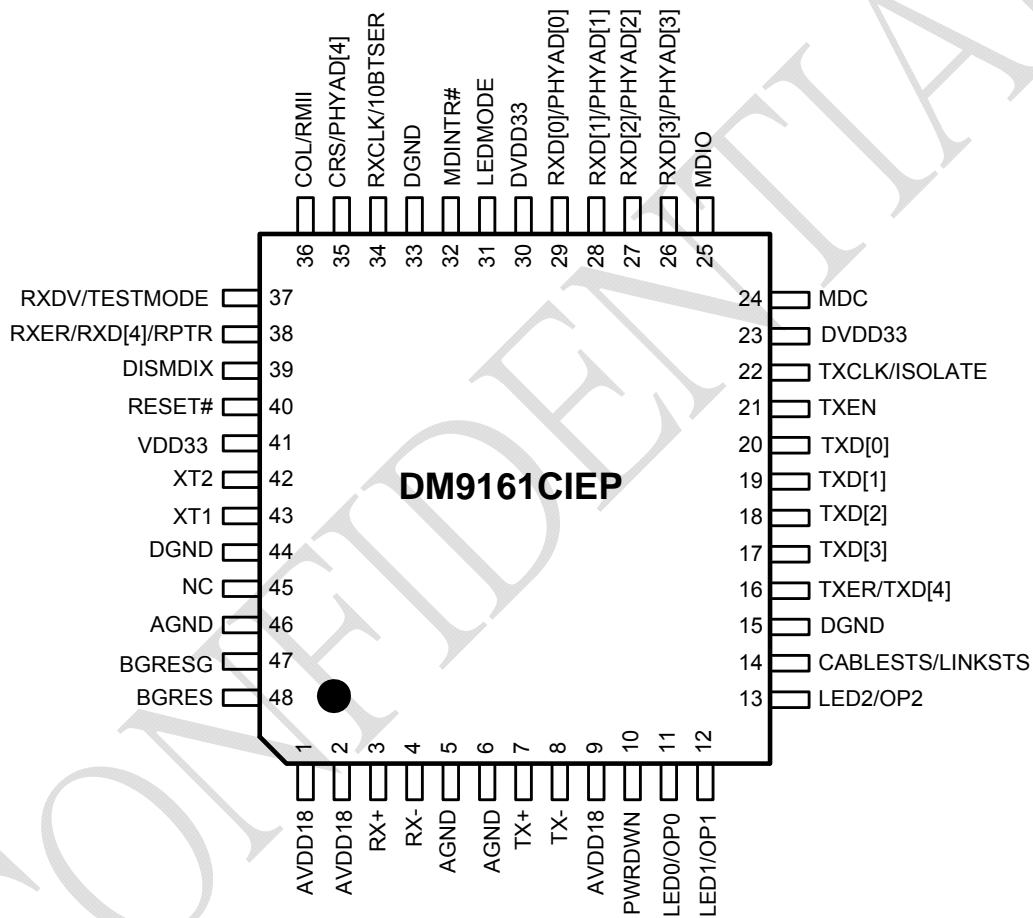 COL/RMII
CRS/PHYAD[4]
RXCLK/10BTSER
DGND
MDINTR#
LEDMODE
DVDD33
RXD[0]/PHYAD[0]
RXD[1]/PHYAD[1]
RXD[2]/PHYAD[2]
RXD[3]/PHYAD[3]
MDIO
36 35 34 33 32 31 30 29 28 27 26 25
RXDV/TESTMODE 37
RXER/RXD[4]/RPTR 38
DISMDIX 39
RESET# 40
VDD33 41
XT2 42
XT1 43
DGND 44
NC 45
AGND 46
BGRESG 47
BGRES 48
DM9161CIEP
24 MDC
23 DVDD33
22 TXCLK/ISOLATE
21 TXEN
20 TXD[0]
19 TXD[1]
18 TXD[2]
17 TXD[3]
16 TXER/TXD[4]
15 DGND
14 CABLESTS/LINKSTS
13 LED2/OP2
1 2 3 4 5 6 7 8 9 10 11 12
AVDD18
AVDD18
RX+
RX-
AGND
AGND
TX+
TX-
AVDD18
PWRDWN
LED0/OP0
LED1/OP1
CONFIDENTIA